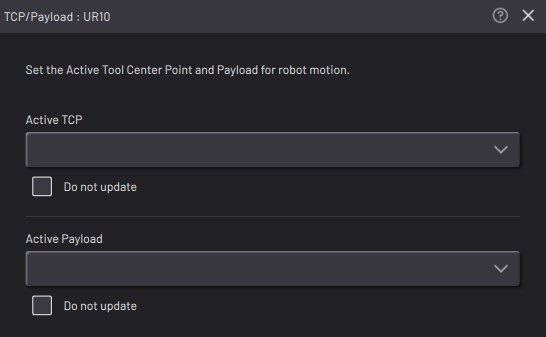 TCP/Payload : UR10
Set the Active Tool Center Point and Payload for robot motion.
Active TCP
Do not update
Active Payload
Do not update